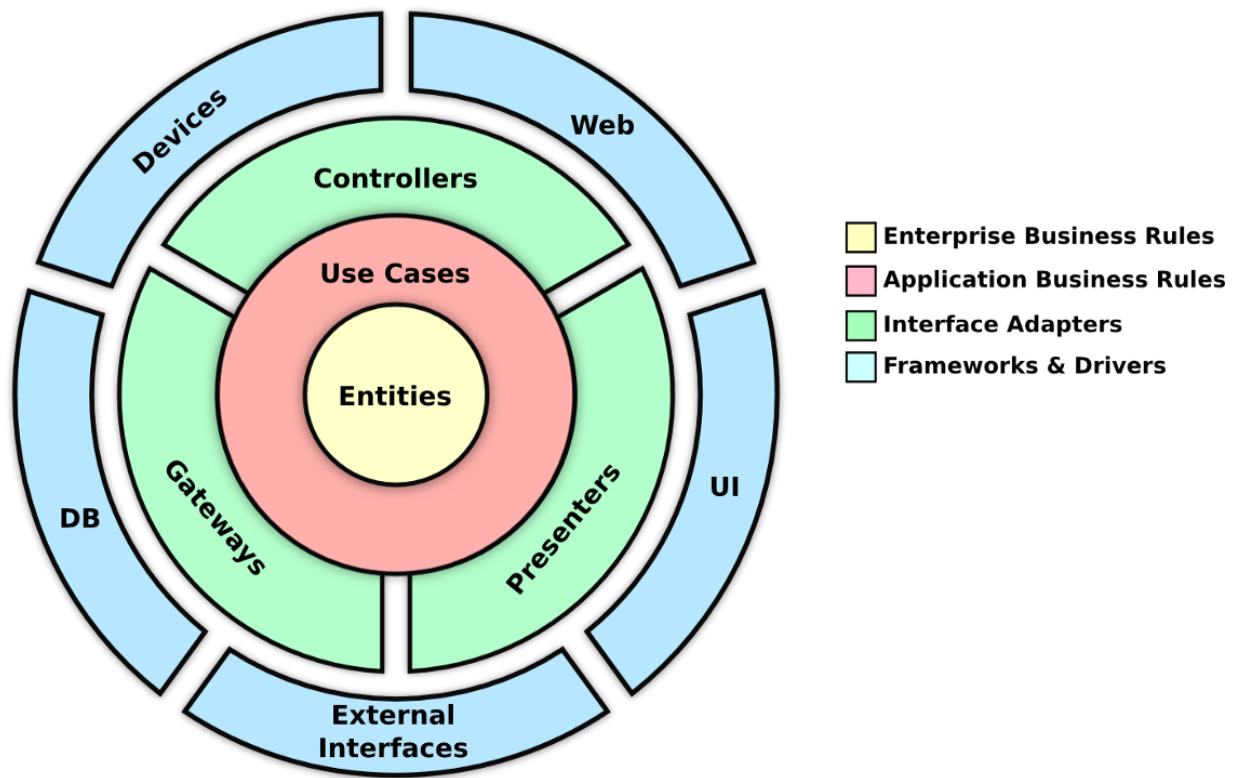 Devices
Web
Controllers
Use Cases
Entities
Gateways
Presenters
DB
UI
External
Interfaces
Enterprise Business Rules
Application Business Rules
Interface Adapters
Frameworks & Drivers